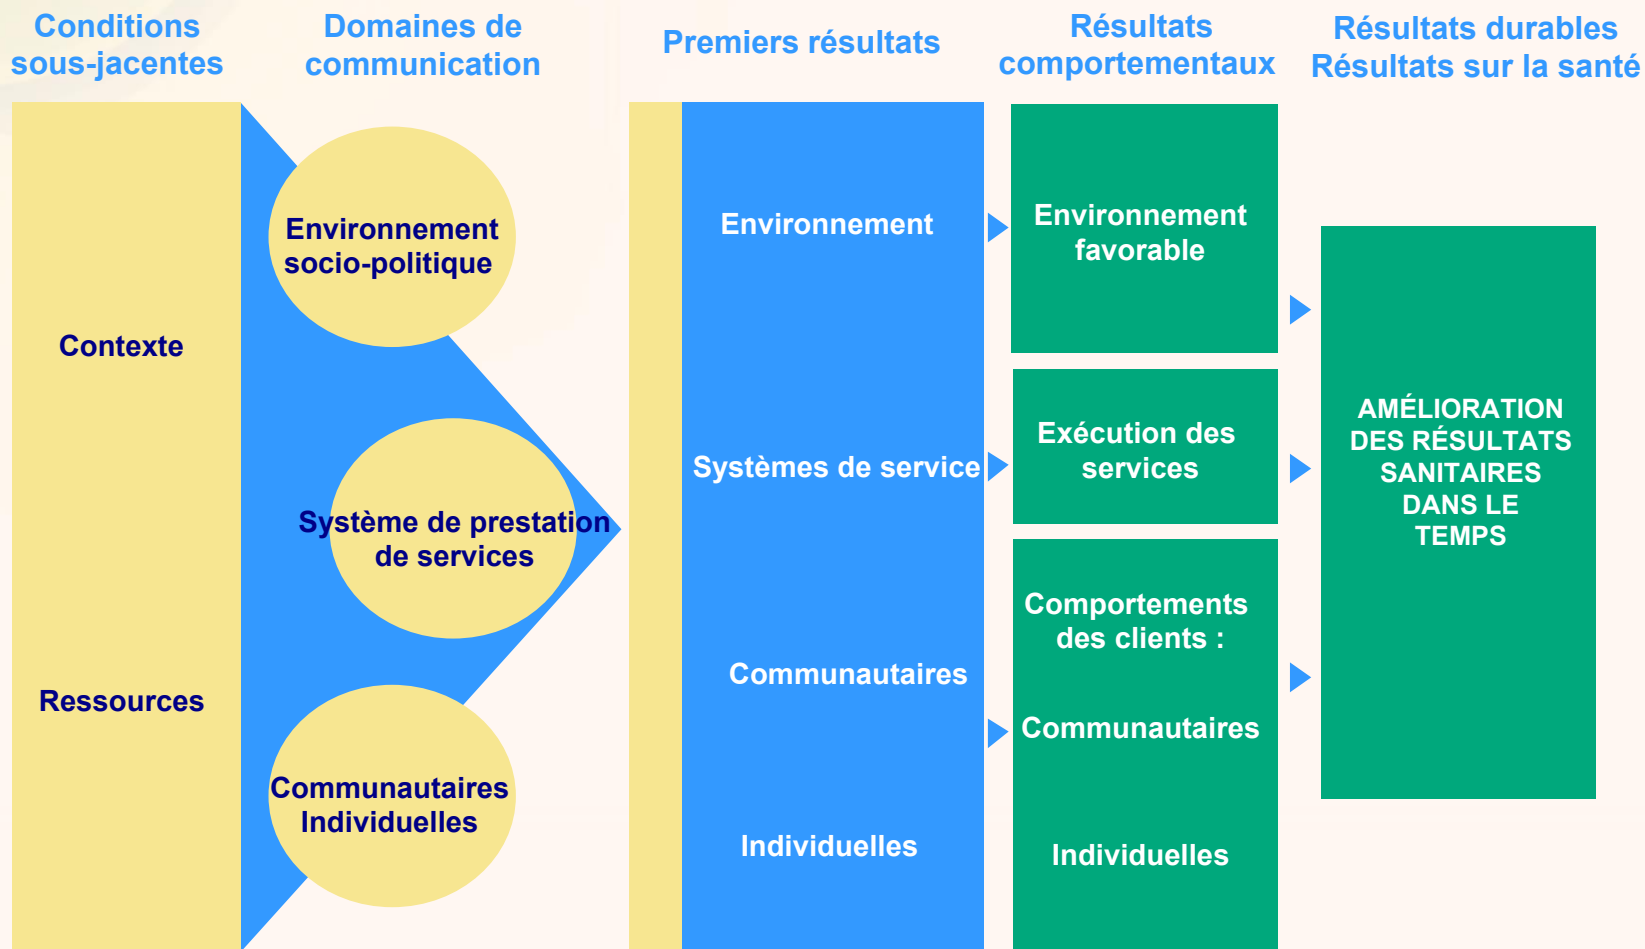 Conditions
sous-jacentes
Domaines de
communication
Premiers résultats
Résultats
comportementaux
Résultats durables
Résultats sur la santé
Contexte
Ressources
Environnement
socio-politique
Système de prestation
de services
Communautaires
Individuelles
Environnement
Systèmes de service
Communautaires
Individuelles
Environnement
favorable
Exécution des
services
Comportements
des clients :
Communautaires
Individuelles
AMÉLIORATION
DES RÉSULTATS
SANITAIRES
DANS LE
TEMPS